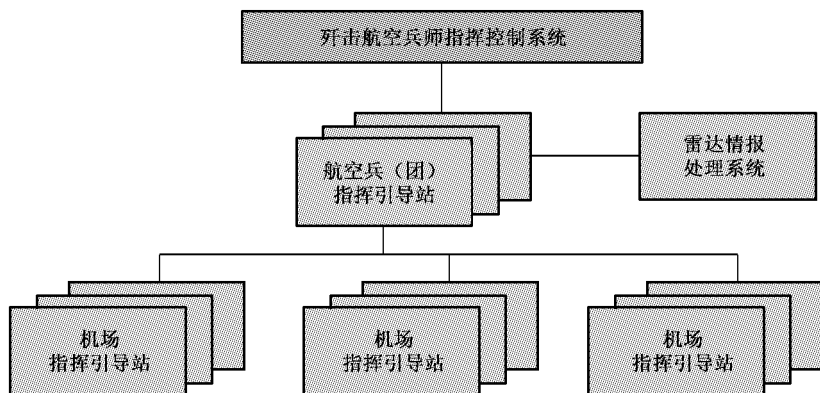 歼击航空兵师指挥控制系统
航空兵（团）
指挥引导站
雷达情报
处理系统
机场
指挥引导站
机场
指挥引导站
机场
指挥引导站